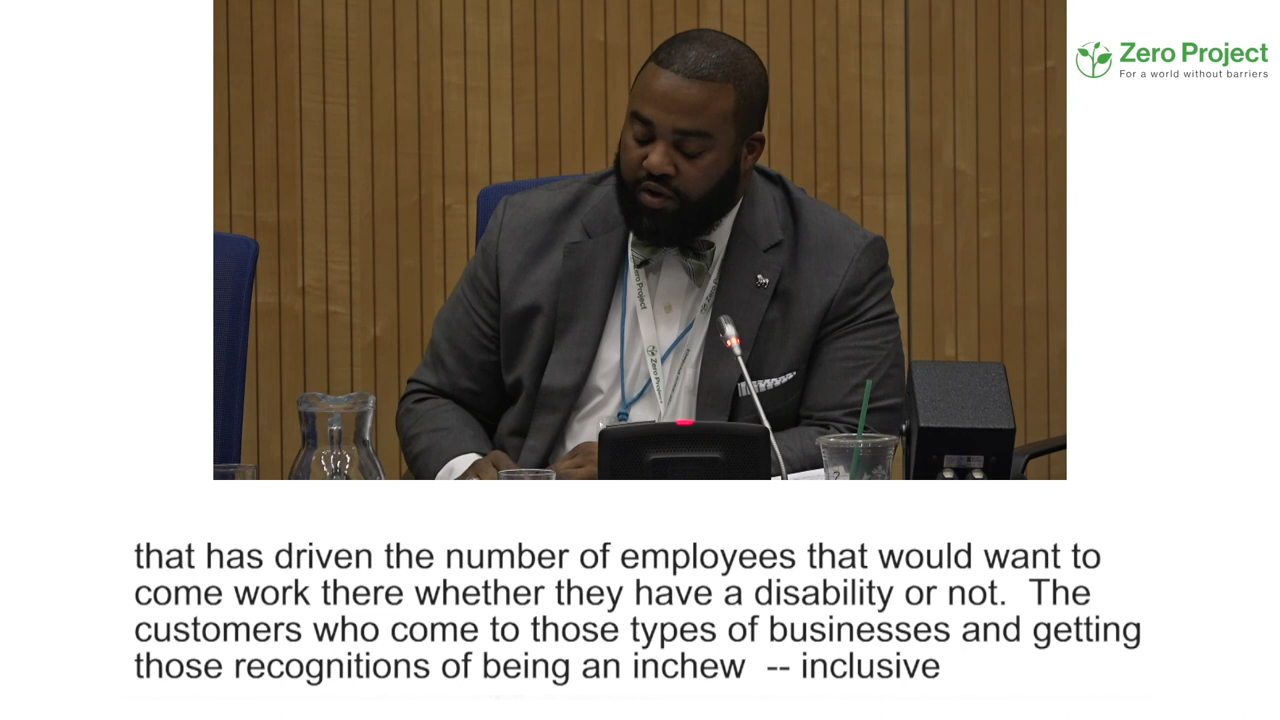 Zero Project
For a world without barriers
that has driven the number of employees that would want to
come work there whether they have a disability or not.  The
customers who come to those types of businesses and getting
those recognitions of being an inchew  -- inclusive